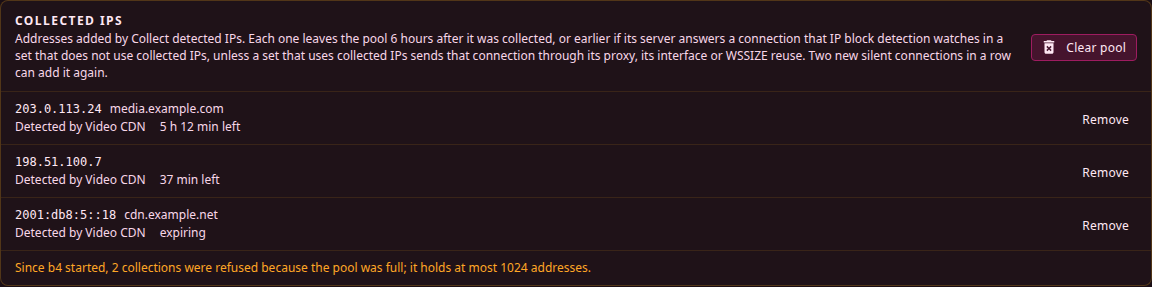 COLLECTED IPS
Addresses added by Collect detected IPs. Each one leaves the pool 6 hours after it was collected, or earlier if its server answers a connection that IP block detection watches in a
set that does not use collected IPs, unless a set that uses collected IPs sends that connection through its proxy, its interface or WSSIZE reuse. Two new silent connections in a row
can add it again.
Clear pool
203.0.113.24 media.example.com
Detected by Video CDN 5 h 12 min left
Remove
198.51.100.7
Detected by Video CDN 37 min left
Remove
2001:db8:5::18 cdn.example.net
Detected by Video CDN expiring
Remove
Since b4 started, 2 collections were refused because the pool was full; it holds at most 1024 addresses.